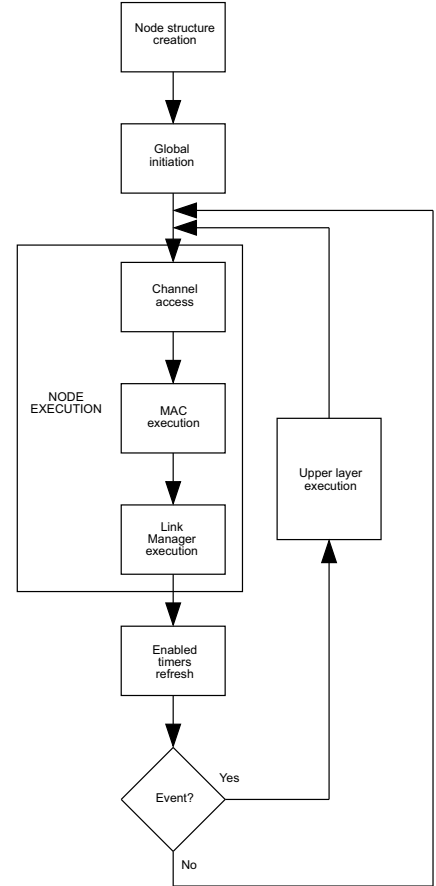 Node structure
creation
Global
initiation
Channel
access
NODE
EXECUTION
MAC
execution
Upper layer
execution
Link
Manager
execution
Enabled
timers
refresh
Yes
Event?
No